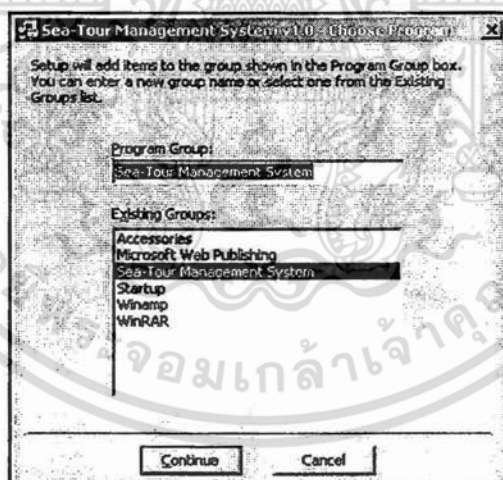 Sea-Tour Management System v1.0 - Choose Program
Setup will add items to the group shown in the Program Group box.
You can enter a new group name or select one from the Existing
Groups list.
Program Group:
Sea-Tour Management System
Existing Groups:
Accessories
Microsoft Web Publishing
Sea-Tour Management System
Startup
Winamp
WinRAR
Continue
Cancel